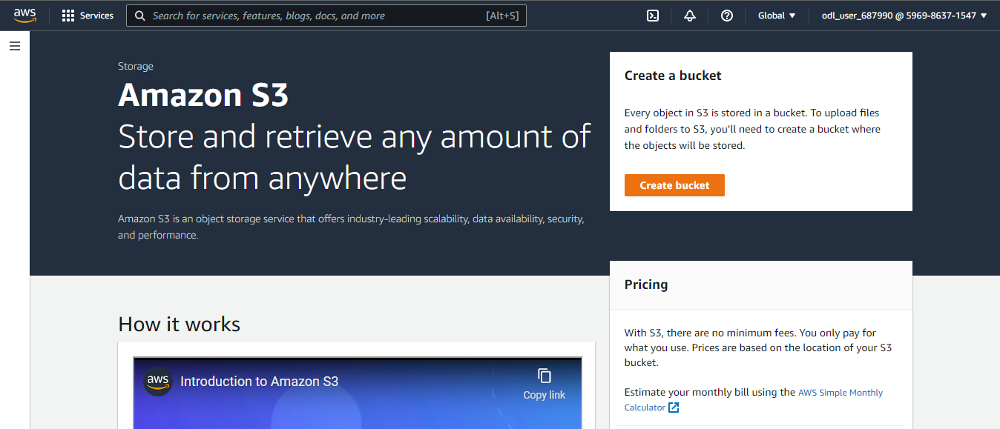 aws
Services
Search for services, features, blogs, docs, and more
[Alt+S]
Global
odl_user_687990 @ 5969-8637-1547
Storage
Amazon S3
Store and retrieve any amount of
data from anywhere
Amazon S3 is an object storage service that offers industry-leading scalability, data availability, security,
and performance.
Create a bucket
Every object in S3 is stored in a bucket. To upload files
and folders to S3, you'll need to create a bucket where
the objects will be stored.
Create bucket
How it works
aws
Introduction to Amazon S3
Copy link
Pricing
With S3, there are no minimum fees. You only pay for
what you use. Prices are based on the location of your S3
bucket.
Estimate your monthly bill using the AWS Simple Monthly
Calculator